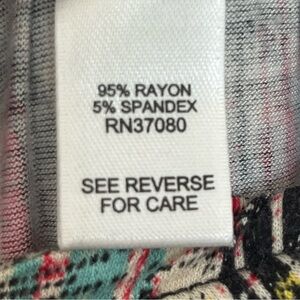 95% RAYON
5% SPANDEX
RN37080
SEE REVERSE
FOR CARE